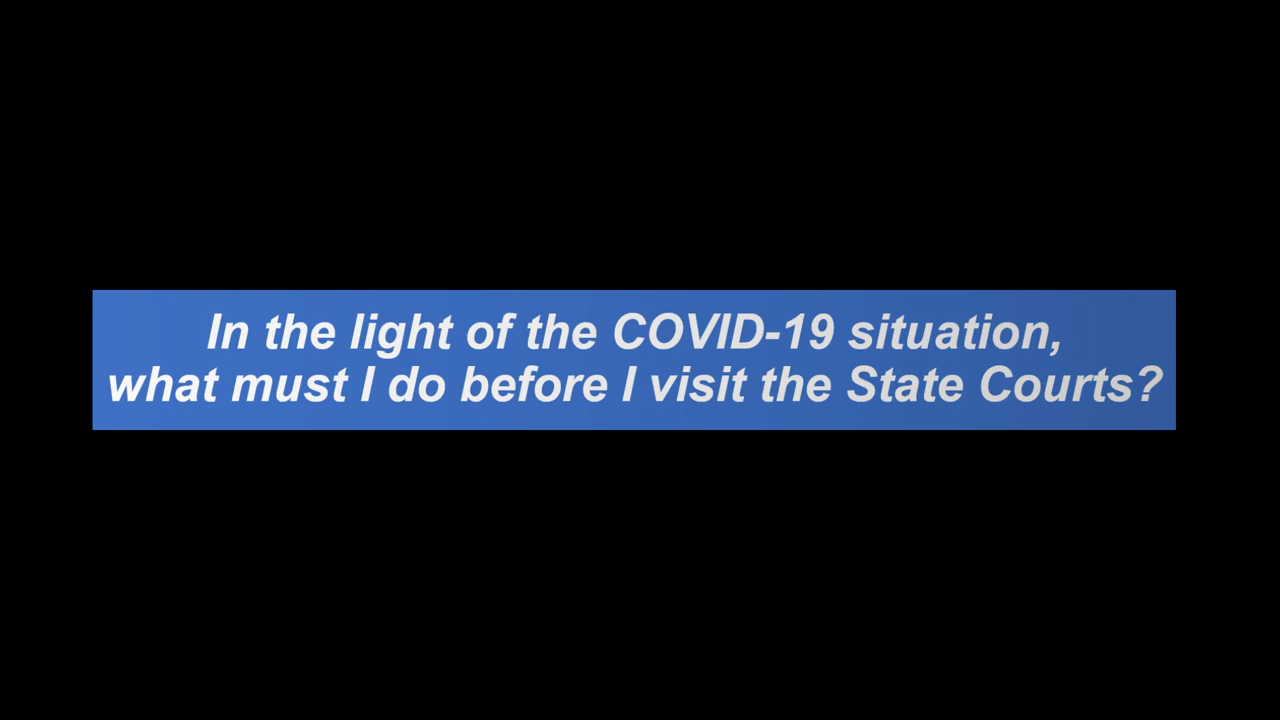 In the light of the COVID-19 situation,
what must I do before I visit the State Courts?